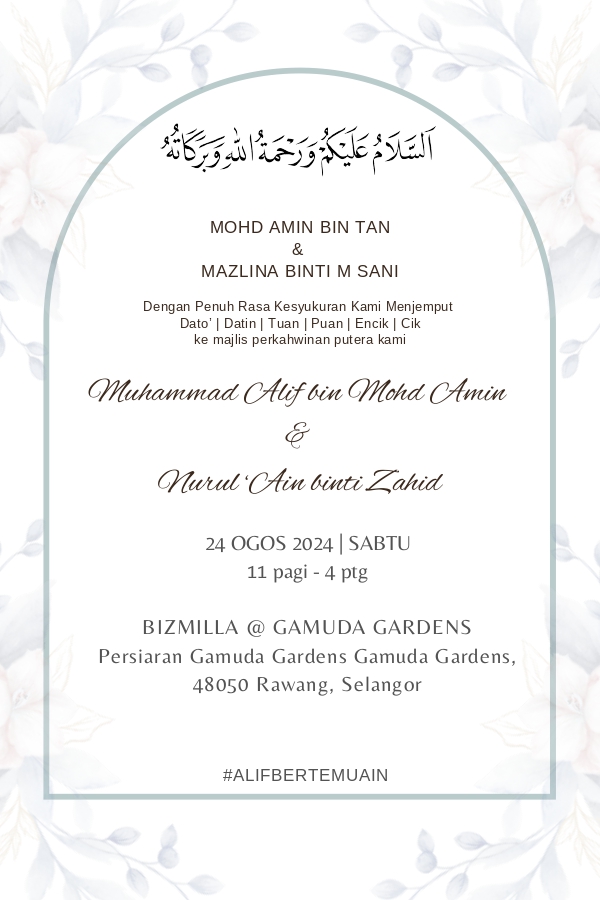 اَلسَّلَامُ عَلَيْكُمْ وَرَحْمَةُ اللهِ وَبَرَكَاتُهُ
MOHD AMIN BIN TAN
&
MAZLINA BINTI M SANI
Dengan Penuh Rasa Kesyukuran Kami Menjemput
Dato' | Datin | Tuan | Puan | Encik | Cik
ke majlis perkahwinan putera kami
Muhammad Alif bin Mohd Amin
&
Nurul 'Ain binti Zahid
24 OGOS 2024 | SABTU
11 pagi - 4 ptg
BIZMILLA @ GAMUDA GARDENS
Persiaran Gamuda Gardens Gamuda Gardens,
48050 Rawang, Selangor
#ALIFBERTEMUAIN